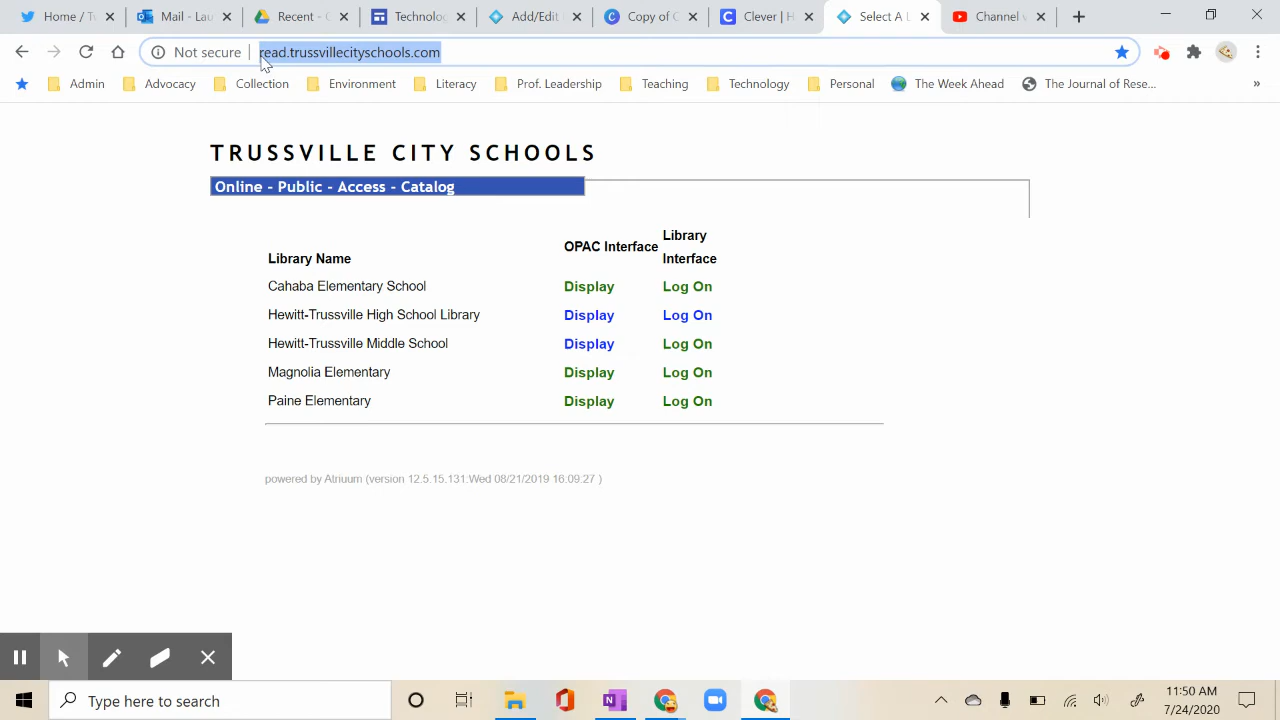 Home / T
Mail - Lau
Recent - G
Technolog
Add/Edit
Copy of C
Clever | H
Select A L
Channel
Not secure | read.trussvillecityschools.com
Admin
Advocacy
Collection
Environment
Literacy
Prof. Leadership
Teaching
Technology
Personal
The Week Ahead
The Journal of Rese...
»
TRUSSVILLE CITY SCHOOLS
Online - Public - Access - Catalog
Library Name OPAC Interface Library
Interface
Cahaba Elementary School Display Log On
Hewitt-Trussville High School Library Display Log On
Hewitt-Trussville Middle School Display Log On
Magnolia Elementary Display Log On
Paine Elementary Display Log On
powered by Atriuum (version 12.5.15.131:Wed 08/21/2019 16.09.27 )
Type here to search
11:50 AM
7/24/2020